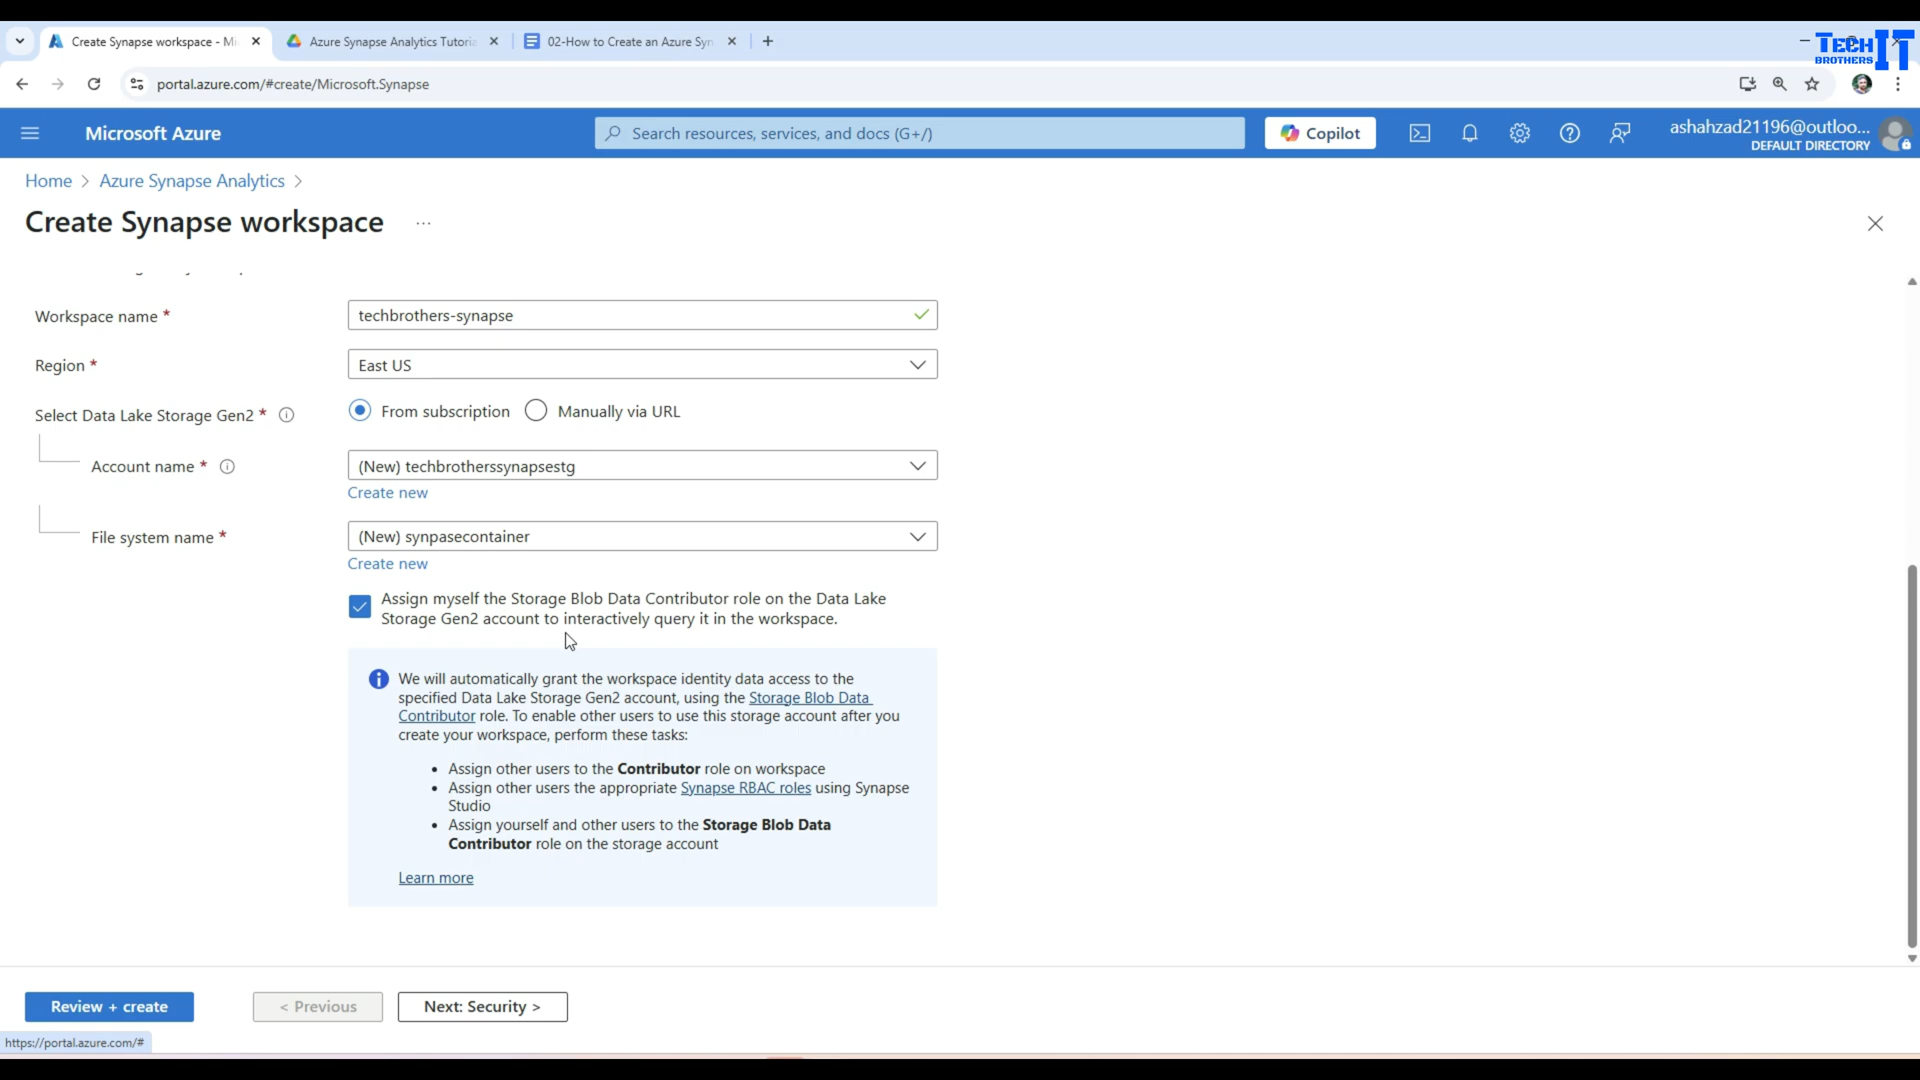 Create Synapse workspace - Mi
Azure Synapse Analytics Tutoria
02-How to Create an Azure Syn
TECH IT
BROTHERS
portal.azure.com/#create/Microsoft.Synapse
Microsoft Azure
Search resources, services, and docs (G+/)
Copilot
ashahzad21196@outloo...
DEFAULT DIRECTORY
Home > Azure Synapse Analytics >
Create Synapse workspace ...
Workspace name *
techbrothers-synapse
Region *
East US
Select Data Lake Storage Gen2 *
From subscription
Manually via URL
Account name *
(New) techbrotherssynapsestg
Create new
File system name *
(New) synpasecontainer
Create new
Assign myself the Storage Blob Data Contributor role on the Data Lake
Storage Gen2 account to interactively query it in the workspace.
We will automatically grant the workspace identity data access to the
specified Data Lake Storage Gen2 account, using the Storage Blob Data
Contributor role. To enable other users to use this storage account after you
create your workspace, perform these tasks:
• Assign other users to the Contributor role on workspace
• Assign other users the appropriate Synapse RBAC roles using Synapse
Studio
• Assign yourself and other users to the Storage Blob Data
Contributor role on the storage account
Learn more
Review + create
< Previous
Next: Security >
https://portal.azure.com/#